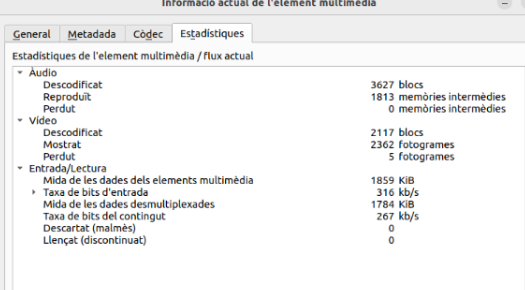 Informació actual de l'element multimèdia
General Metadada Còdec Estadístiques
Estadístiques de l'element multimèdia / flux actual
Àudio
Descodificat 3627 blocs
Reproduït 1813 memòries intermèdies
Perdut 0 memòries intermèdies
Vídeo
Descodificat 2117 blocs
Mostrat 2362 fotogrames
Perdut 5 fotogrames
Entrada/Lectura
Mida de les dades dels elements multimèdia 1859 KiB
Taxa de bits d'entrada 316 kb/s
Mida de les dades desmultiplexades 1784 KiB
Taxa de bits del contingut 267 kb/s
Descartat (malmès) 0
Llençat (discontinuat) 0